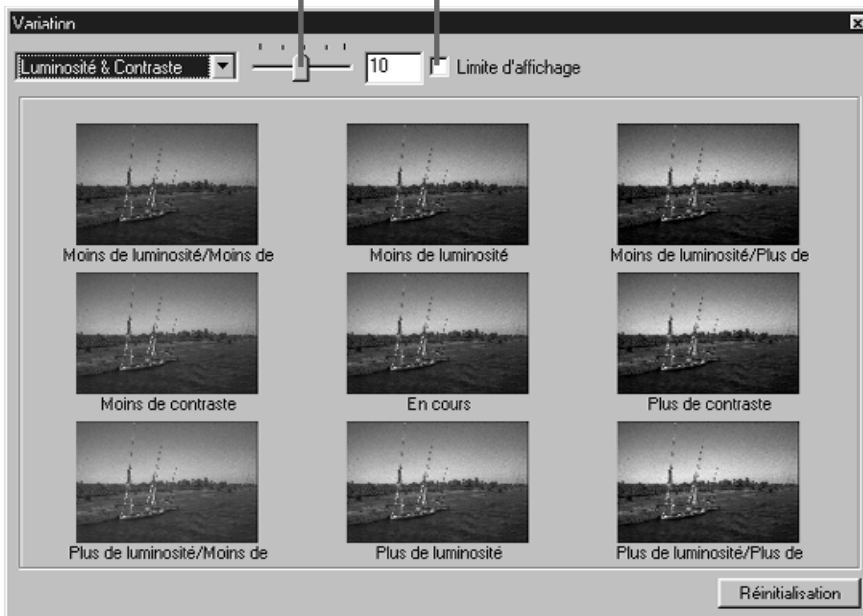 Variation
Luminosité & Contraste 10 Limite d'affichage
Moins de luminosité/Moins de Moins de luminosité Moins de luminosité/Plus de
Moins de contraste En cours Plus de contraste
Plus de luminosité/Moins de Plus de luminosité Plus de luminosité/Plus de
Réinitialisation